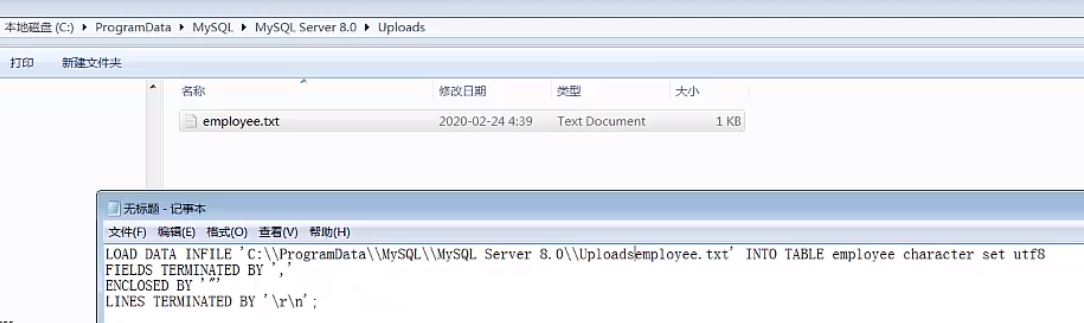 本地磁盘 (C:) ▸ ProgramData ▸ MySQL ▸ MySQL Server 8.0 ▸ Uploads
打印 新建文件夹
名称 修改日期 类型 大小
employee.txt 2020-02-24 4:39 Text Document 1 KB
无标题 - 记事本
文件(F) 编辑(E) 格式(O) 查看(V) 帮助(H)
LOAD DATA INFILE 'C:\\ProgramData\\MySQL\\MySQL Server 8.0\\Uploadsemployee.txt' INTO TABLE employee character set utf8
FIELDS TERMINATED BY ','
ENCLOSED BY '"'
LINES TERMINATED BY '\r\n';